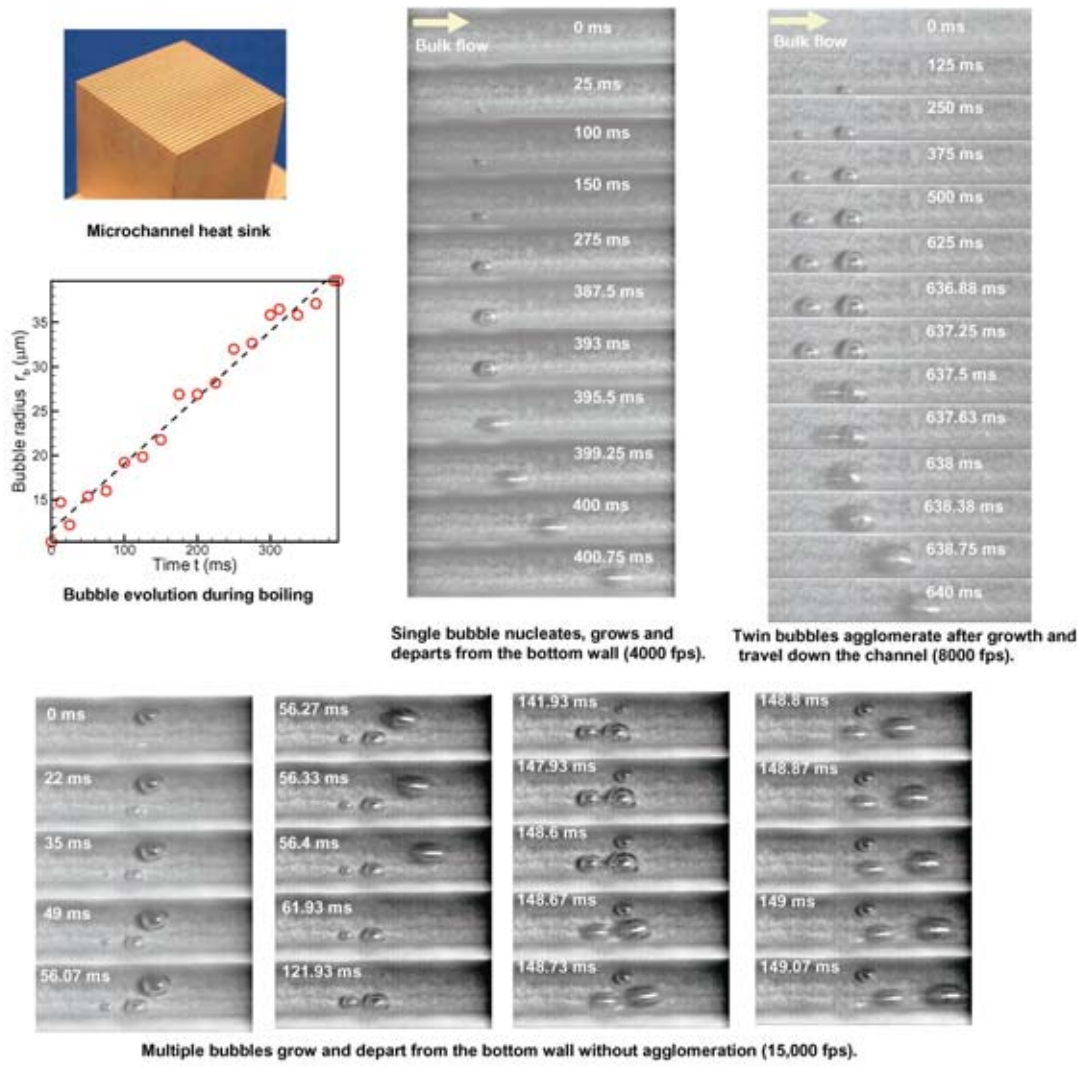 Microchannel heat sink
35
30
25
20
15
0
100
200
300
Bubble radius r_b (μm)
Time t (ms)
Bubble evolution during boiling
Bulk flow
0 ms
25 ms
100 ms
150 ms
275 ms
387.5 ms
393 ms
395.5 ms
399.25 ms
400 ms
400.75 ms
Single bubble nucleates, grows and
departs from the bottom wall (4000 fps).
Bulk flow
0 ms
125 ms
250 ms
375 ms
500 ms
625 ms
636.88 ms
637.25 ms
637.5 ms
637.63 ms
638 ms
638.38 ms
638.75 ms
640 ms
Twin bubbles agglomerate after growth and
travel down the channel (8000 fps).
0 ms
22 ms
35 ms
49 ms
56.07 ms
56.27 ms
56.33 ms
56.4 ms
61.93 ms
121.93 ms
141.93 ms
147.93 ms
148.6 ms
148.67 ms
148.73 ms
148.8 ms
148.87 ms
149 ms
149.07 ms
Multiple bubbles grow and depart from the bottom wall without agglomeration (15,000 fps).